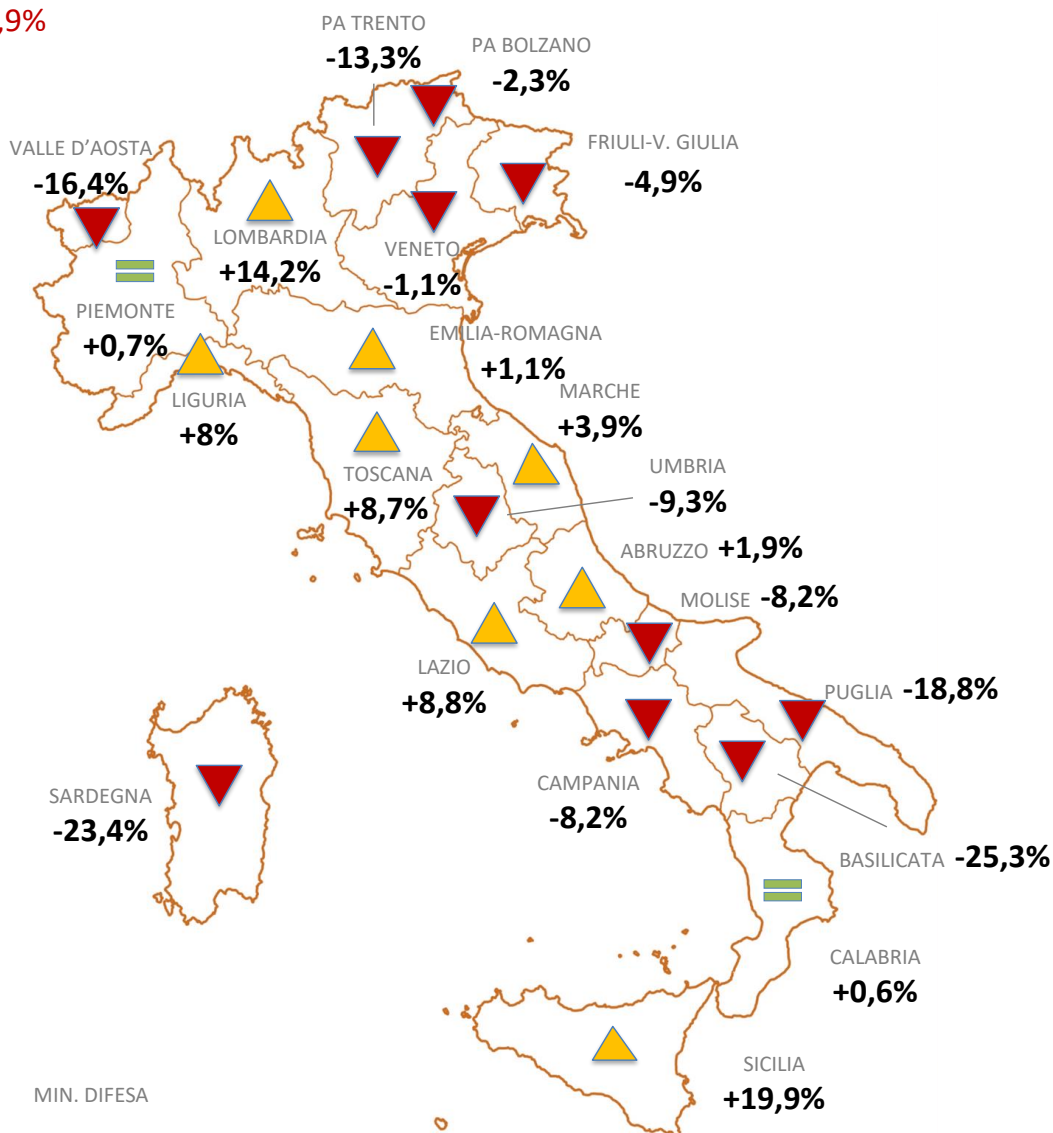 ,9%
PA TRENTO
-13,3%
PA BOLZANO
-2,3%
FRIULI-V. GIULIA
-4,9%
VALLE D’AOSTA
-16,4%
LOMBARDIA
+14,2%
VENETO
-1,1%
PIEMONTE
+0,7%
EMILIA-ROMAGNA
+1,1%
LIGURIA
+8%
MARCHE
+3,9%
TOSCANA
+8,7%
UMBRIA
-9,3%
ABRUZZO +1,9%
MOLISE -8,2%
LAZIO
+8,8%
PUGLIA -18,8%
CAMPANIA
-8,2%
SARDEGNA
-23,4%
BASILICATA -25,3%
CALABRIA
+0,6%
SICILIA
+19,9%
MIN. DIFESA